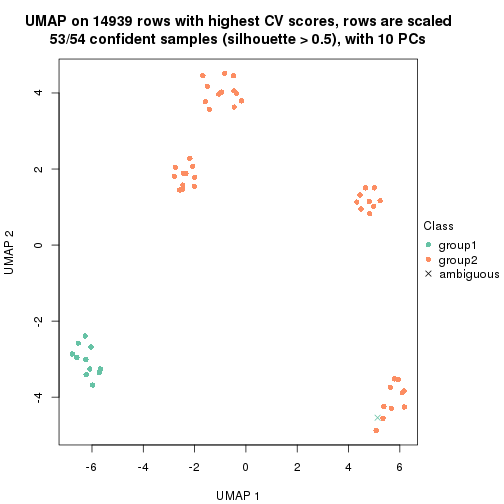 UMAP on 14939 rows with highest CV scores, rows are scaled
53/54 confident samples (silhouette > 0.5), with 10 PCs
4
2
0
-2
-4
UMAP 2
-6
-4
-2
0
2
4
6
UMAP 1
Class
group1
group2
ambiguous